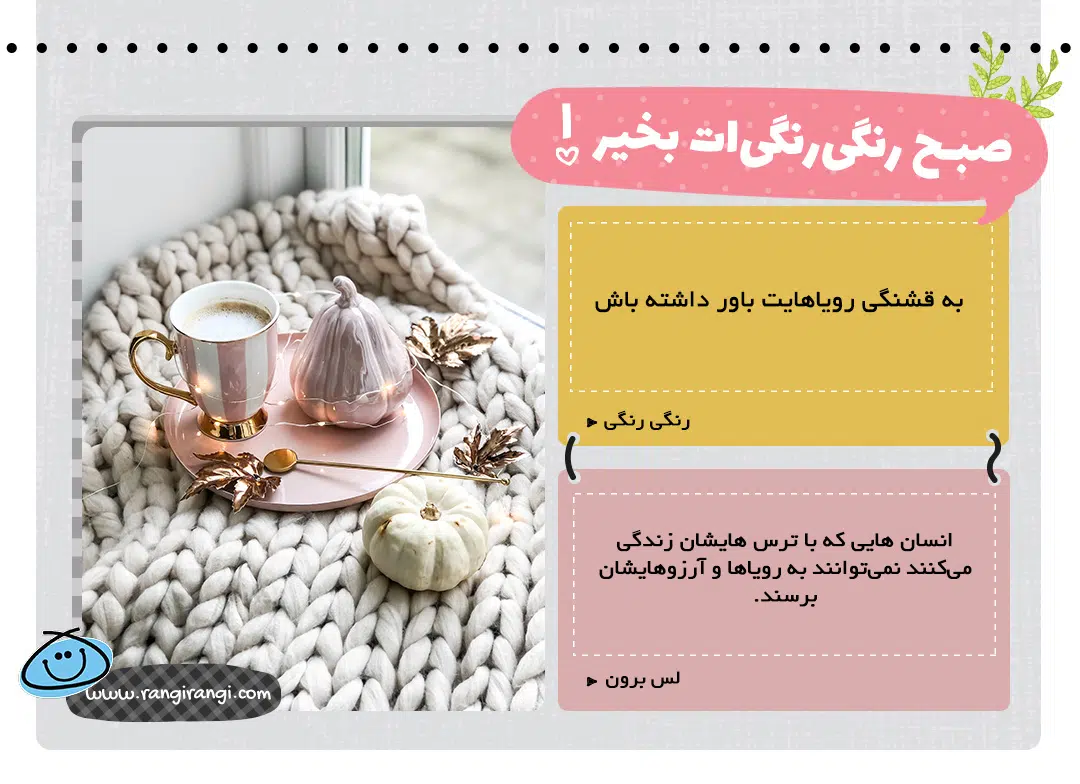 صبح رنگی‌رنگی‌ات بخیر!
به قشنگی رویاهایت باور داشته باش
رنگی رنگی
انسان هایی که با ترس هایشان زندگی
می‌کنند نمی‌توانند به رویاها و آرزوهایشان
برسند.
لس برون
www.rangirangi.com